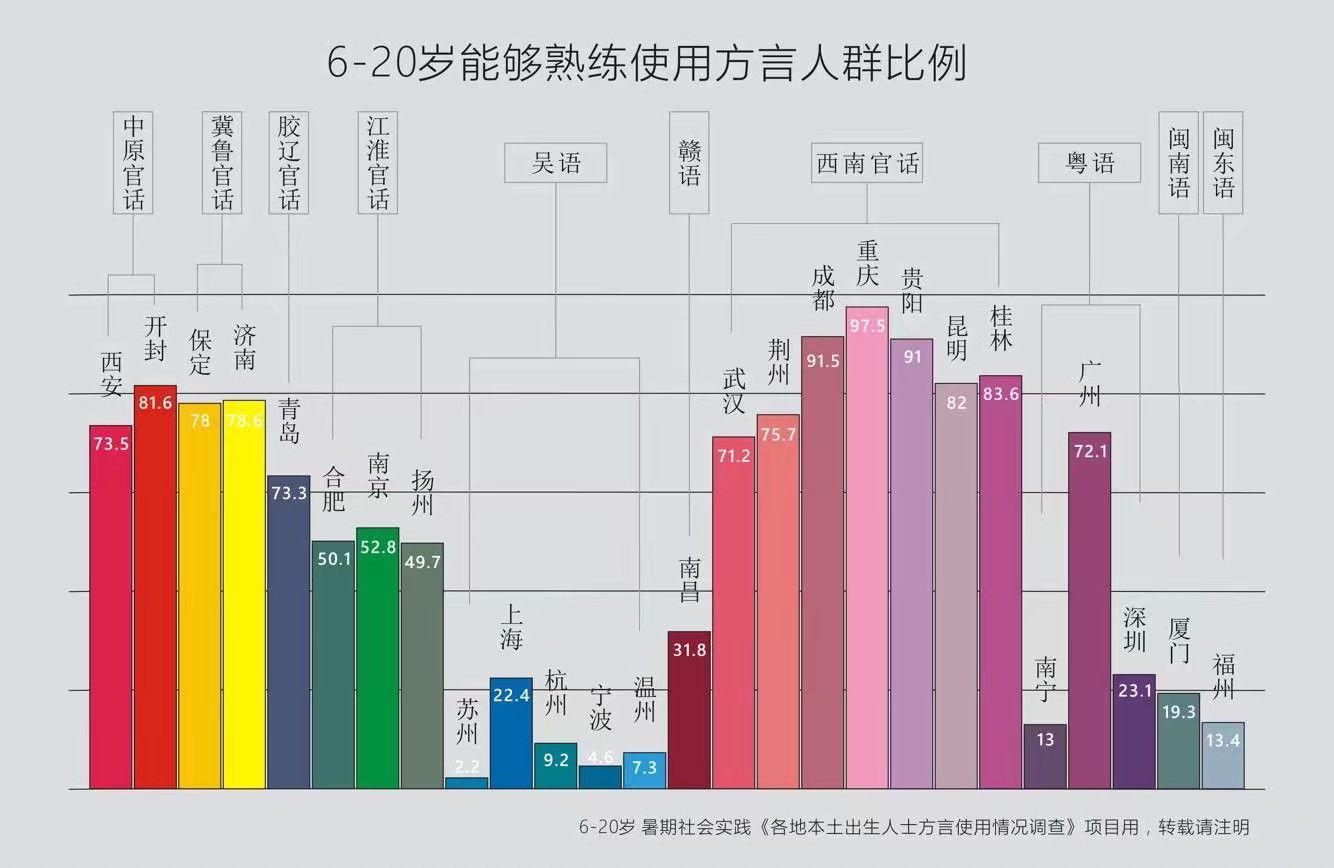 6-20岁能够熟练使用方言人群比例
中原官话
冀鲁官话
胶辽官话
江淮官话
吴语
赣语
西南官话
粤语
闽南语
闽东语
西安
开封
保定
济南
青岛
合肥
南京
扬州
苏州
上海
杭州
宁波
温州
南昌
武汉
荆州
成都
重庆
贵阳
昆明
桂林
南宁
广州
深圳
厦门
福州
73.5
81.6
78
78.6
73.3
50.1
52.8
49.7
2.2
22.4
9.2
4.6
7.3
31.8
71.2
75.7
91.5
97.5
91
82
83.6
13
72.1
23.1
19.3
13.4
6-20岁 暑期社会实践《各地本土出生人士方言使用情况调查》项目用，转载请注明